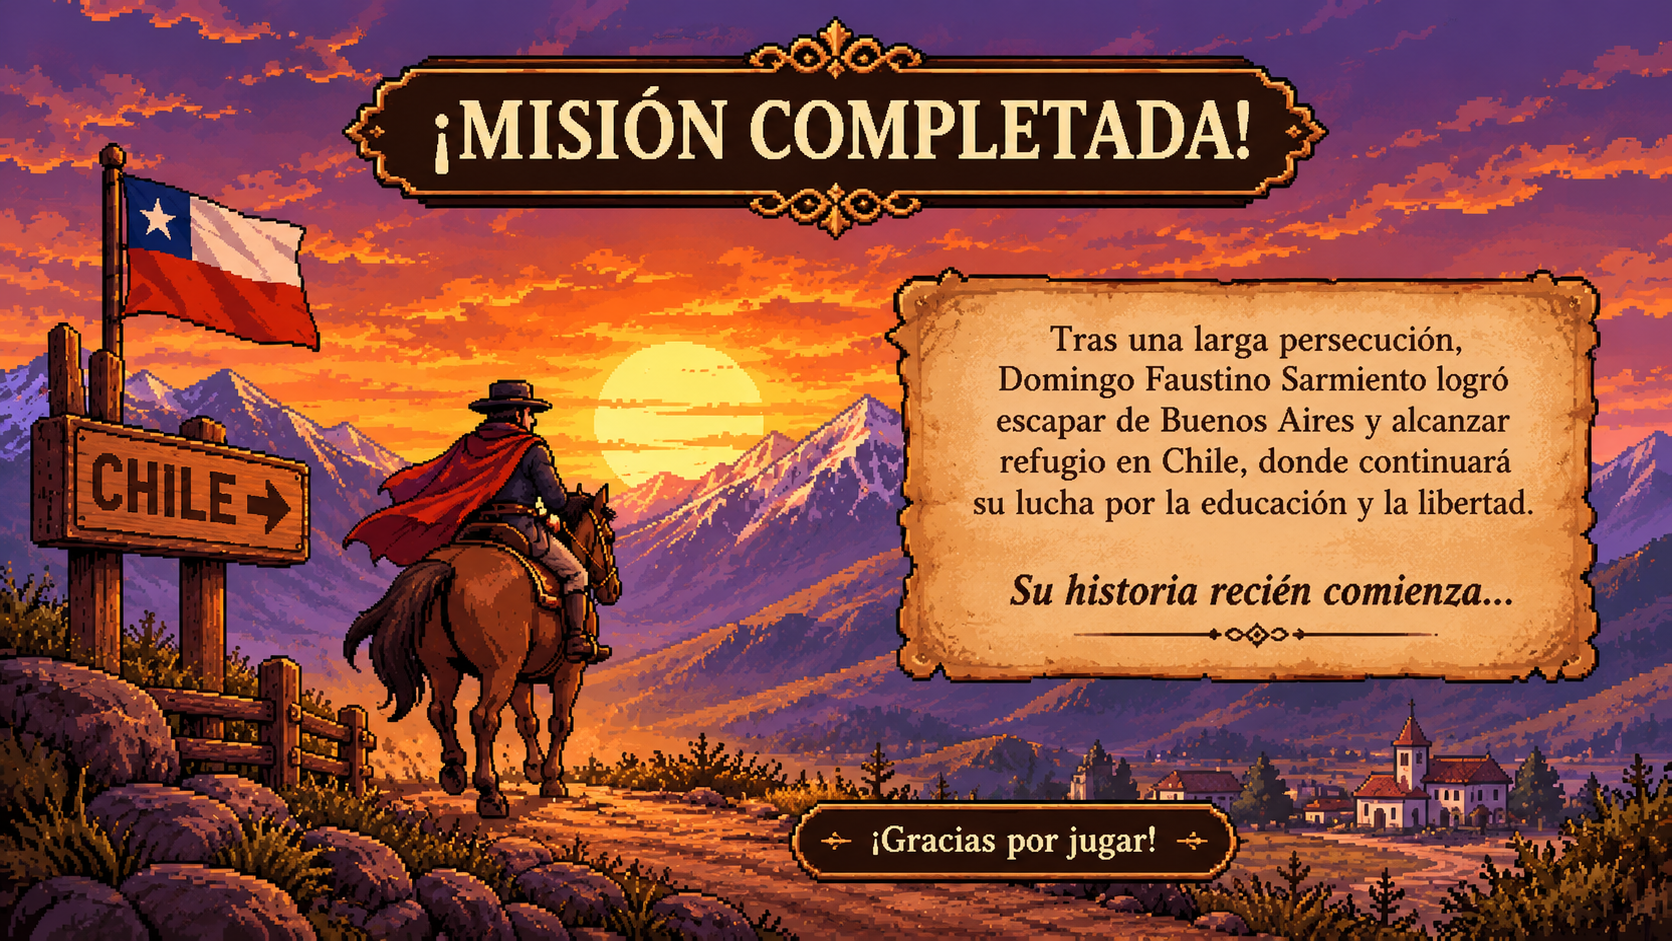 ¡MISIÓN COMPLETADA!
CHILE
Tras una larga persecución,
Domingo Faustino Sarmiento logró
escapar de Buenos Aires y alcanzar
refugio en Chile, donde continuará
su lucha por la educación y la libertad.
Su historia recién comienza...
¡Gracias por jugar!